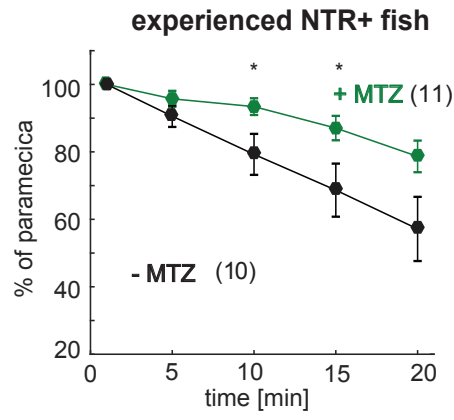 experienced NTR+ fish
* *
100
+ MTZ (11)
80
60
- MTZ (10)
40
20
% of paramecica
0 5 10 15 20
time [min]